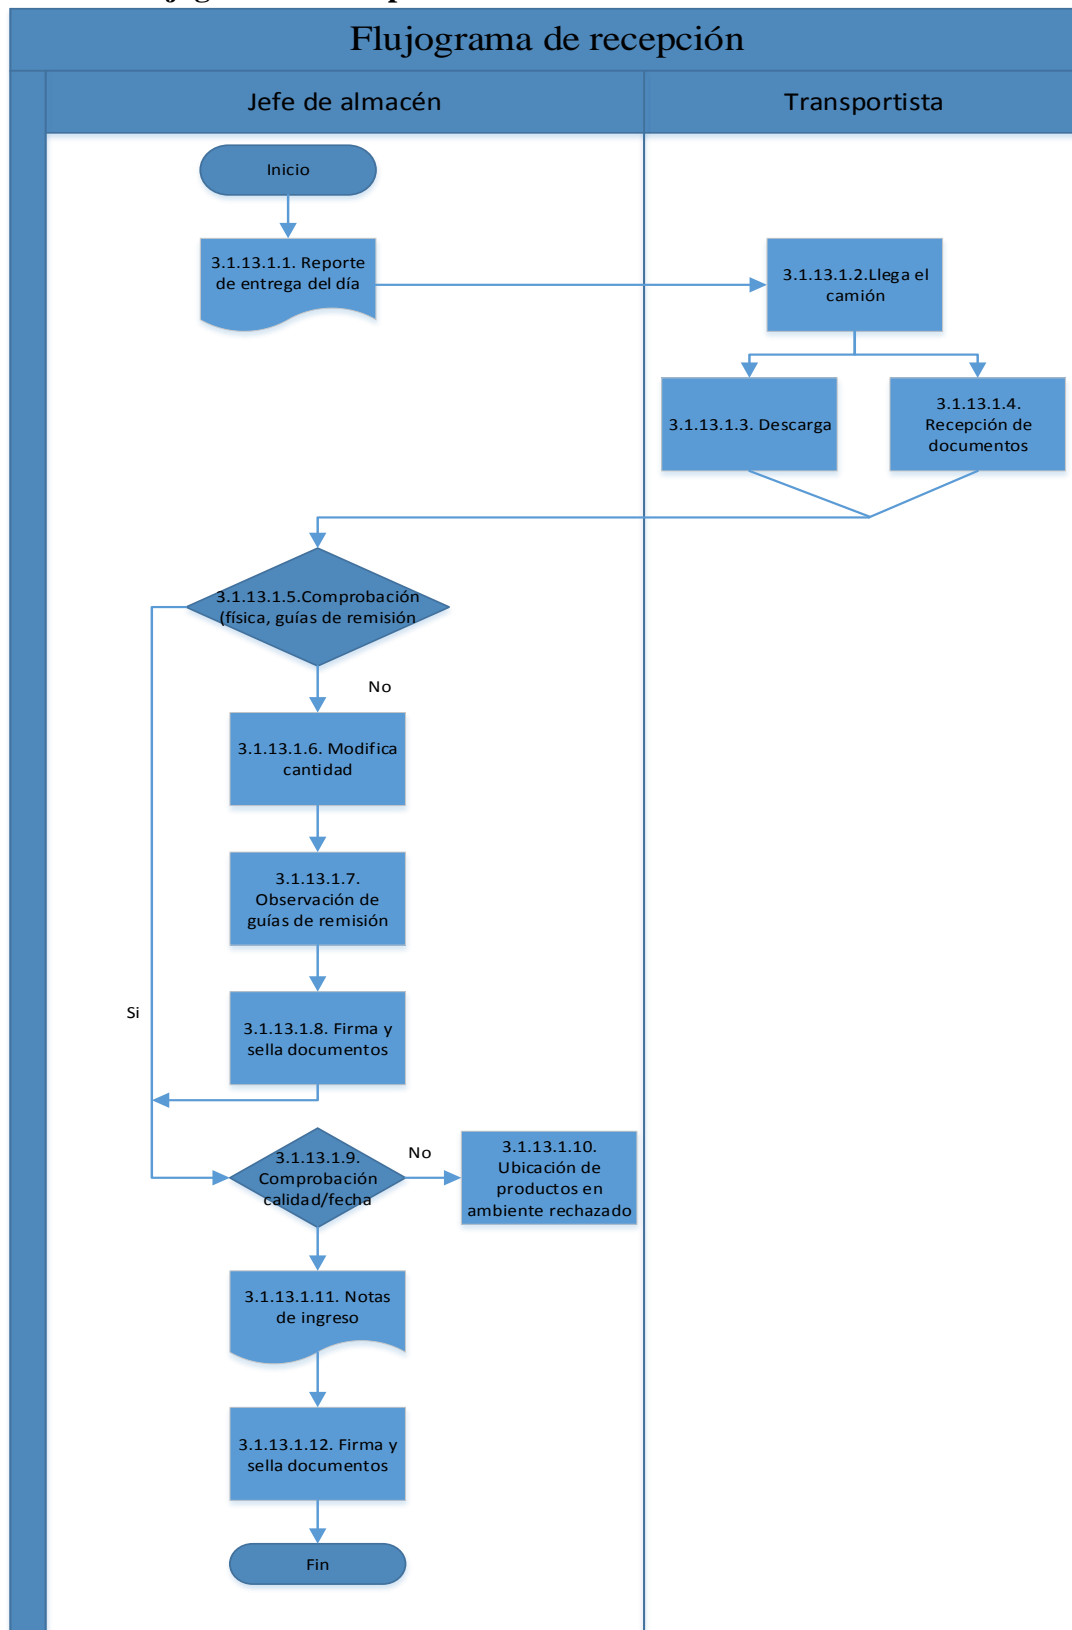 Flujograma de recepción
Jefe de almacén
Transportista
Inicio
3.1.13.1.1. Reporte
de entrega del día
3.1.13.1.2.Llega el
camión
3.1.13.1.3. Descarga
3.1.13.1.4.
Recepción de
documentos
3.1.13.1.5.Comprobación
(física, guías de remisión
No
3.1.13.1.6. Modifica
cantidad
3.1.13.1.7.
Observación de
guías de remisión
Si
3.1.13.1.8. Firma y
sella documentos
3.1.13.1.9.
Comprobación
calidad/fecha
No
3.1.13.1.10.
Ubicación de
productos en
ambiente rechazado
3.1.13.1.11. Notas
de ingreso
3.1.13.1.12. Firma y
sella documentos
Fin